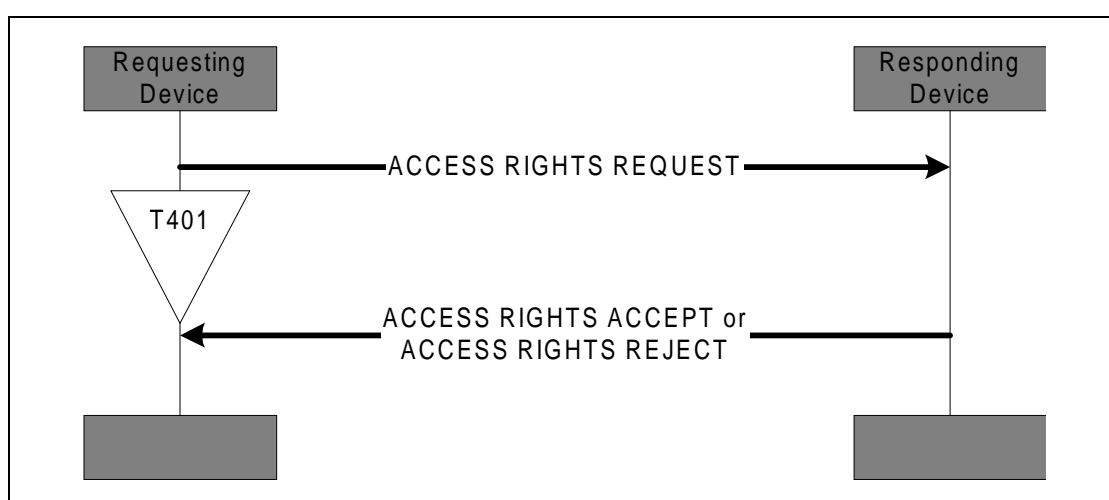 Requesting
Device
Responding
Device
ACCESS RIGHTS REQUEST
T401
ACCESS RIGHTS ACCEPT or
ACCESS RIGHTS REJECT